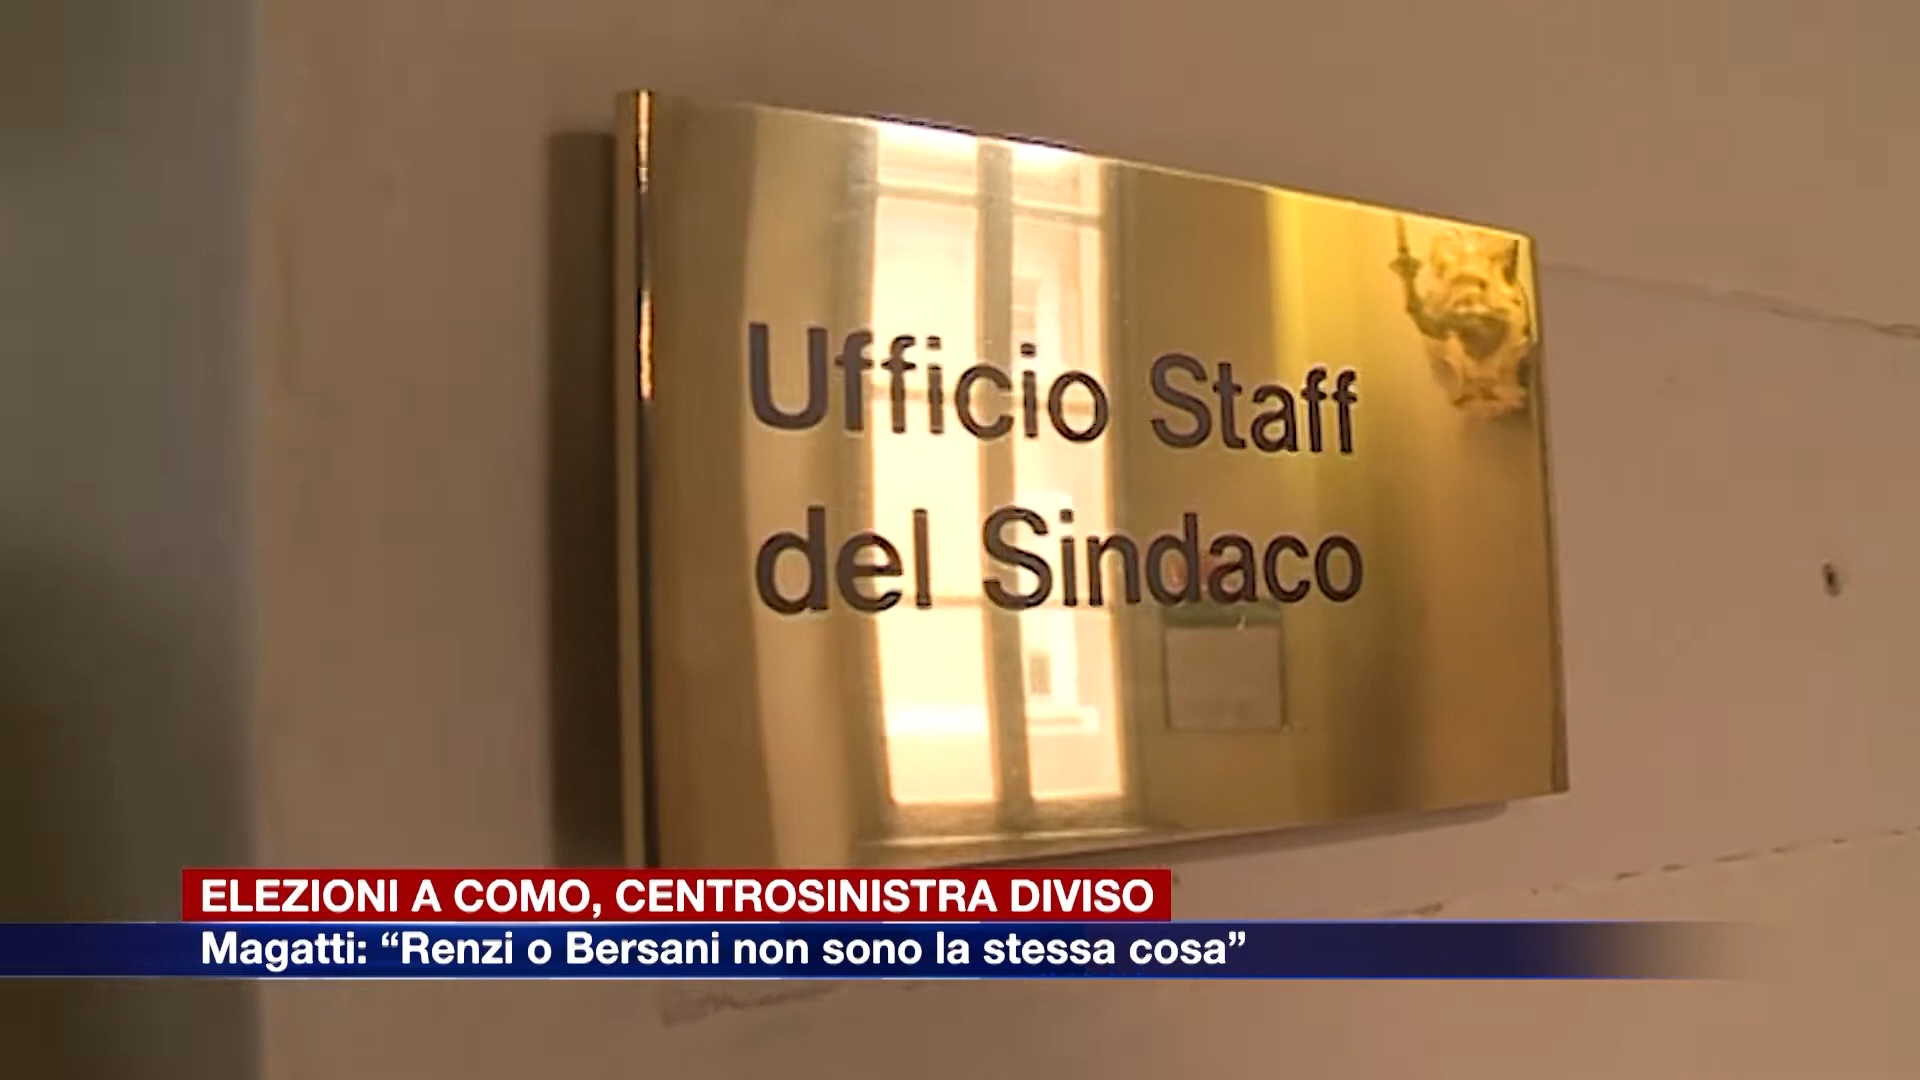 Ufficio Staff
del Sindaco
ELEZIONI A COMO, CENTROSINISTRA DIVISO
Magatti: “Renzi o Bersani non sono la stessa cosa”